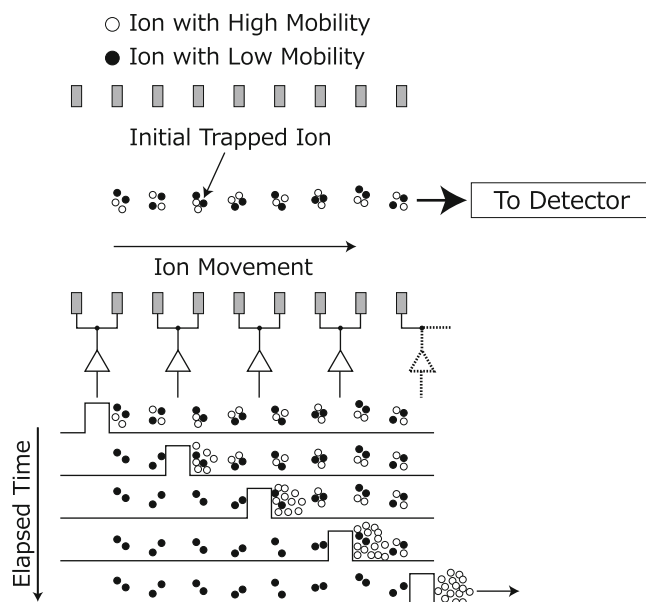 Ion with High Mobility
Ion with Low Mobility
Initial Trapped Ion
To Detector
Ion Movement
Elapsed Time